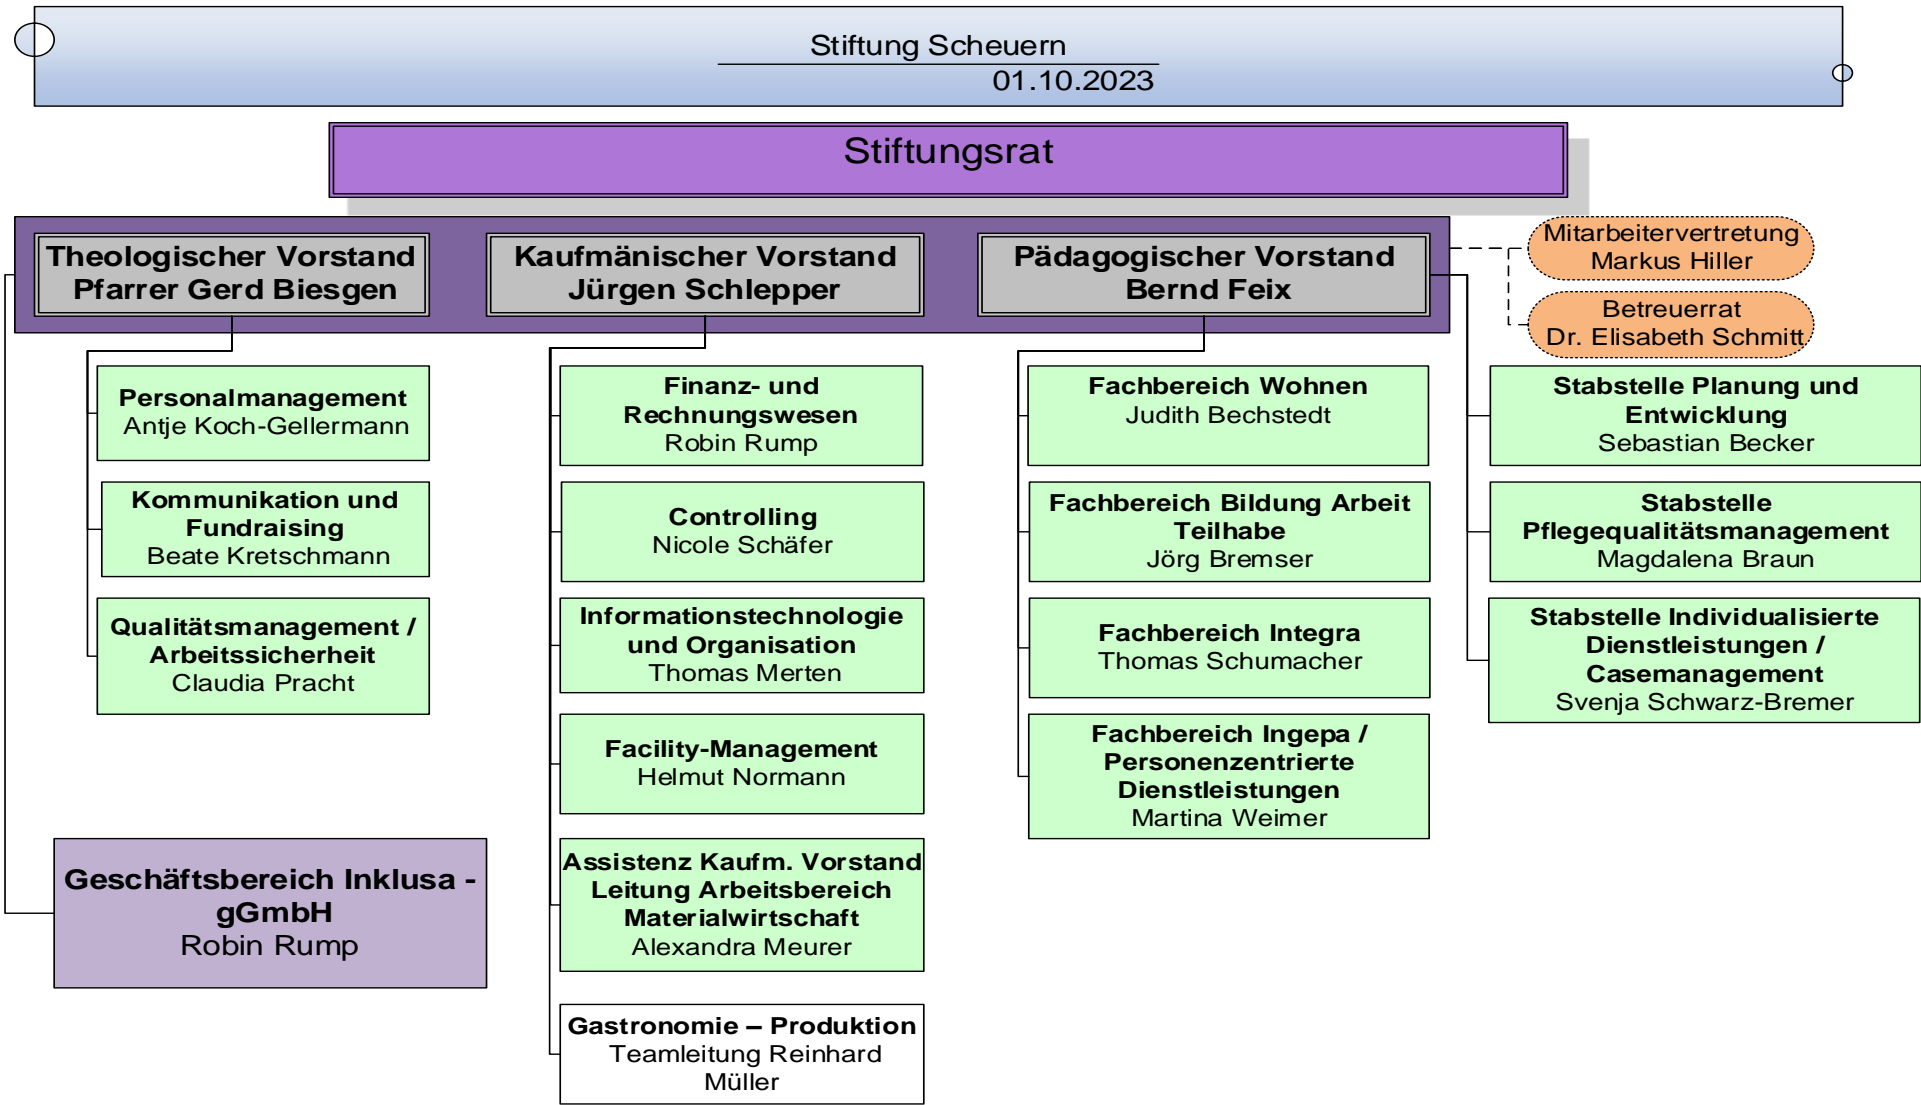 Stiftung Scheuern
01.10.2023
Stiftungsrat
Theologischer Vorstand
Pfarrer Gerd Biesgen
Kaufmänischer Vorstand
Jürgen Schlepper
Pädagogischer Vorstand
Bernd Feix
Mitarbeitervertretung
Markus Hiller
Betreuerrat
Dr. Elisabeth Schmitt
Personalmanagement
Antje Koch-Gellermann
Kommunikation und
Fundraising
Beate Kretschmann
Qualitätsmanagement /
Arbeitssicherheit
Claudia Pracht
Geschäftsbereich Inklusa -
gGmbH
Robin Rump
Finanz- und
Rechnungswesen
Robin Rump
Controlling
Nicole Schäfer
Informationstechnologie
und Organisation
Thomas Merten
Facility-Management
Helmut Normann
Assistenz Kaufm. Vorstand
Leitung Arbeitsbereich
Materialwirtschaft
Alexandra Meurer
Gastronomie – Produktion
Teamleitung Reinhard
Müller
Fachbereich Wohnen
Judith Bechstedt
Fachbereich Bildung Arbeit
Teilhabe
Jörg Bremser
Fachbereich Integra
Thomas Schumacher
Fachbereich Ingepa /
Personenzentrierte
Dienstleistungen
Martina Weimer
Stabstelle Planung und
Entwicklung
Sebastian Becker
Stabstelle
Pflegequalitätsmanagement
Magdalena Braun
Stabstelle Individualisierte
Dienstleistungen /
Casemanagement
Svenja Schwarz-Bremer